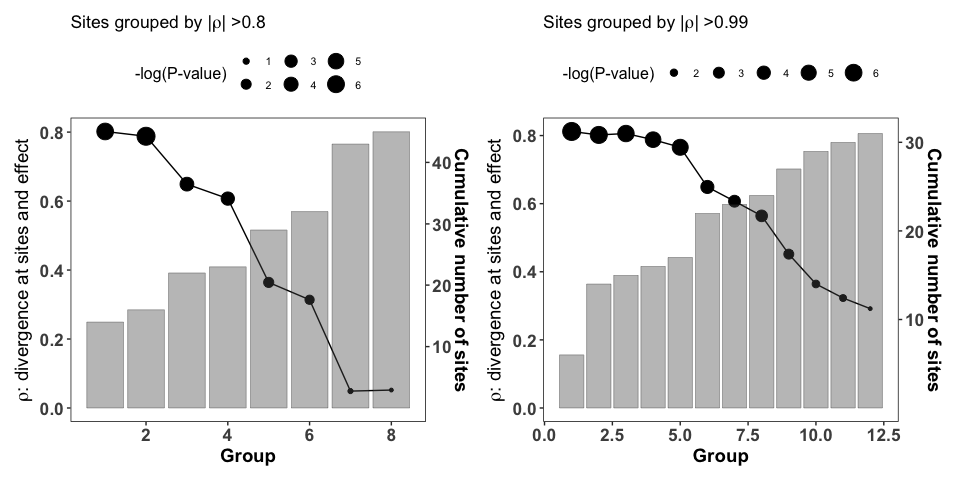 Sites grouped by |ρ| >0.8
-log(P-value) 1 3 5
2 4 6
ρ: divergence at sites and effect
0.8
0.6
0.4
0.2
0.0
40
30
20
10
Cumulative number of sites
2 4 6 8
Group
Sites grouped by |ρ| >0.99
-log(P-value) 2 3 4 5 6
ρ: divergence at sites and effect
0.8
0.6
0.4
0.2
0.0
30
20
10
Cumulative number of sites
0.0 2.5 5.0 7.5 10.0 12.5
Group